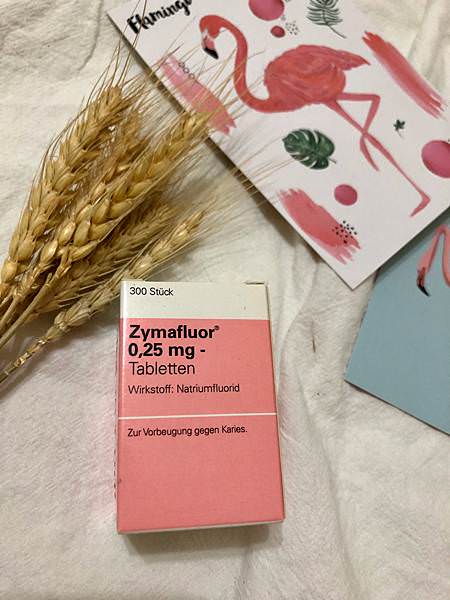 Flamingo
300 Stück
Zymafluor®
0,25 mg -
Tabletten
Wirkstoff: Natriumfluorid
Zur Vorbeugung gegen Karies.